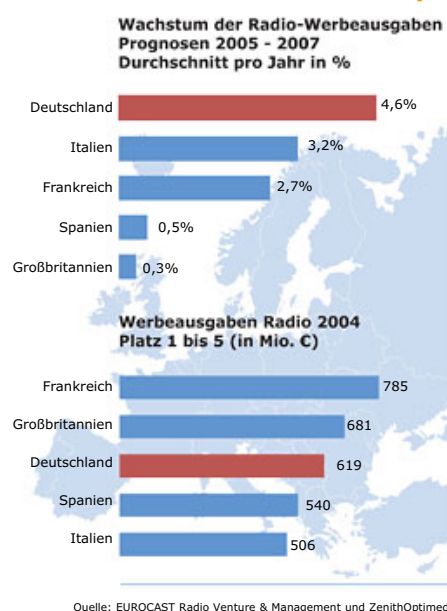 Wachstum der Radio-Werbeausgaben
Prognosen 2005 - 2007
Durchschnitt pro Jahr in %
Deutschland 4,6%
Italien 3,2%
Frankreich 2,7%
Spanien 0,5%
Großbritannien 0,3%
Werbeausgaben Radio 2004
Platz 1 bis 5 (in Mio. €)
Frankreich 785
Großbritannien 681
Deutschland 619
Spanien 540
Italien 506
Quelle: EUROCAST Radio Venture & Management und ZenithOptimed